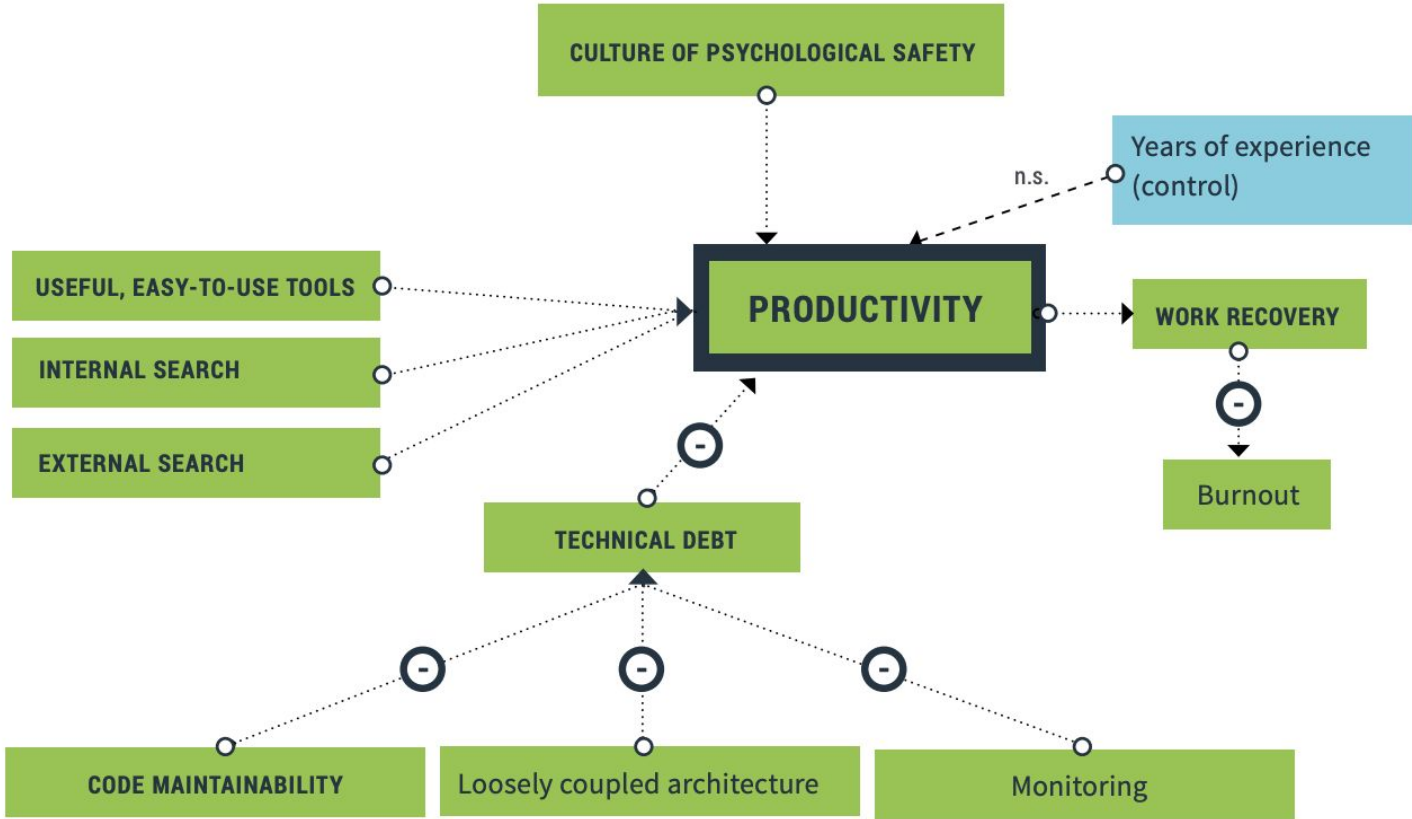 CULTURE OF PSYCHOLOGICAL SAFETY
Years of experience
(control)
n.s.
USEFUL, EASY-TO-USE TOOLS
PRODUCTIVITY
WORK RECOVERY
INTERNAL SEARCH
-
-
EXTERNAL SEARCH
Burnout
TECHNICAL DEBT
-
-
-
CODE MAINTAINABILITY
Loosely coupled architecture
Monitoring